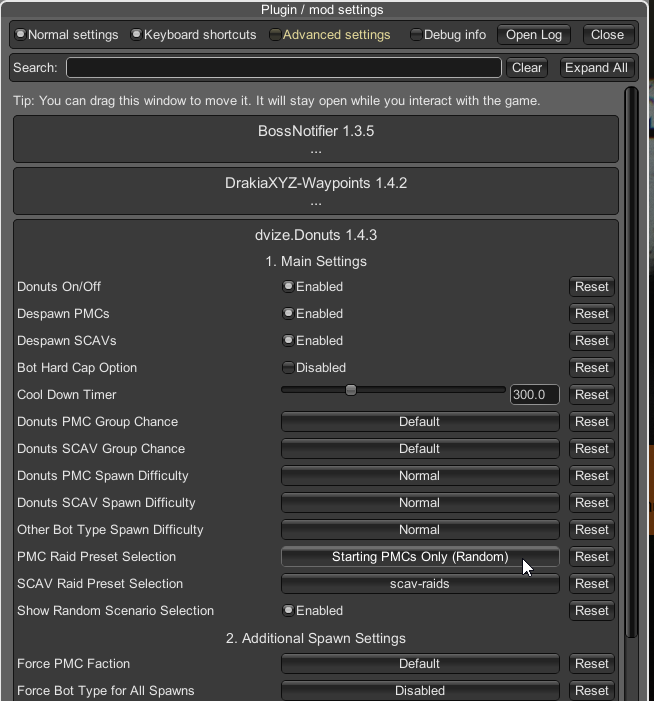 Plugin / mod settings
Normal settings Keyboard shortcuts Advanced settings Debug info Open Log Close
Search: Clear Expand All
Tip: You can drag this window to move it. It will stay open while you interact with the game.
BossNotifier 1.3.5
...
DrakiaXYZ-Waypoints 1.4.2
...
dvize.Donuts 1.4.3
1. Main Settings
Donuts On/Off Enabled Reset
Despawn PMCs Enabled Reset
Despawn SCAVs Enabled Reset
Bot Hard Cap Option Disabled Reset
Cool Down Timer 300.0 Reset
Donuts PMC Group Chance Default Reset
Donuts SCAV Group Chance Default Reset
Donuts PMC Spawn Difficulty Normal Reset
Donuts SCAV Spawn Difficulty Normal Reset
Other Bot Type Spawn Difficulty Normal Reset
PMC Raid Preset Selection Starting PMCs Only (Random) Reset
SCAV Raid Preset Selection scav-raids Reset
Show Random Scenario Selection Enabled Reset
2. Additional Spawn Settings
Force PMC Faction Default Reset
Force Bot Type for All Spawns Disabled Reset